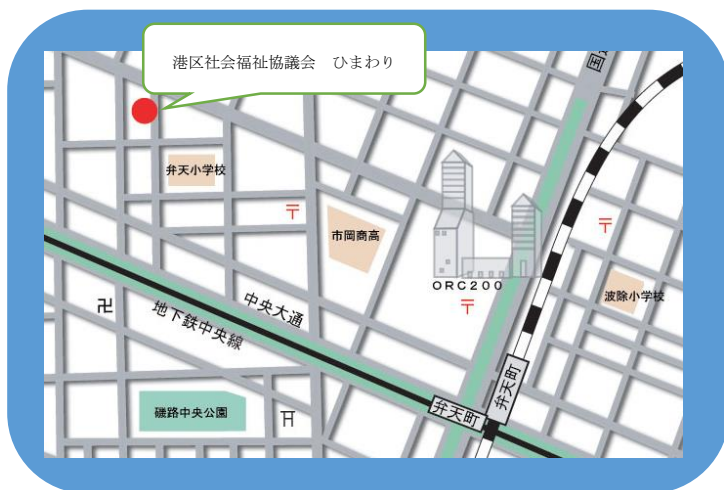 港区社会福祉協議会　ひまわり
国道
弁天小学校
市岡商高
ORC200
波除小学校
中央大通
地下鉄中央線
弁天町
弁天町
磯路中央公園